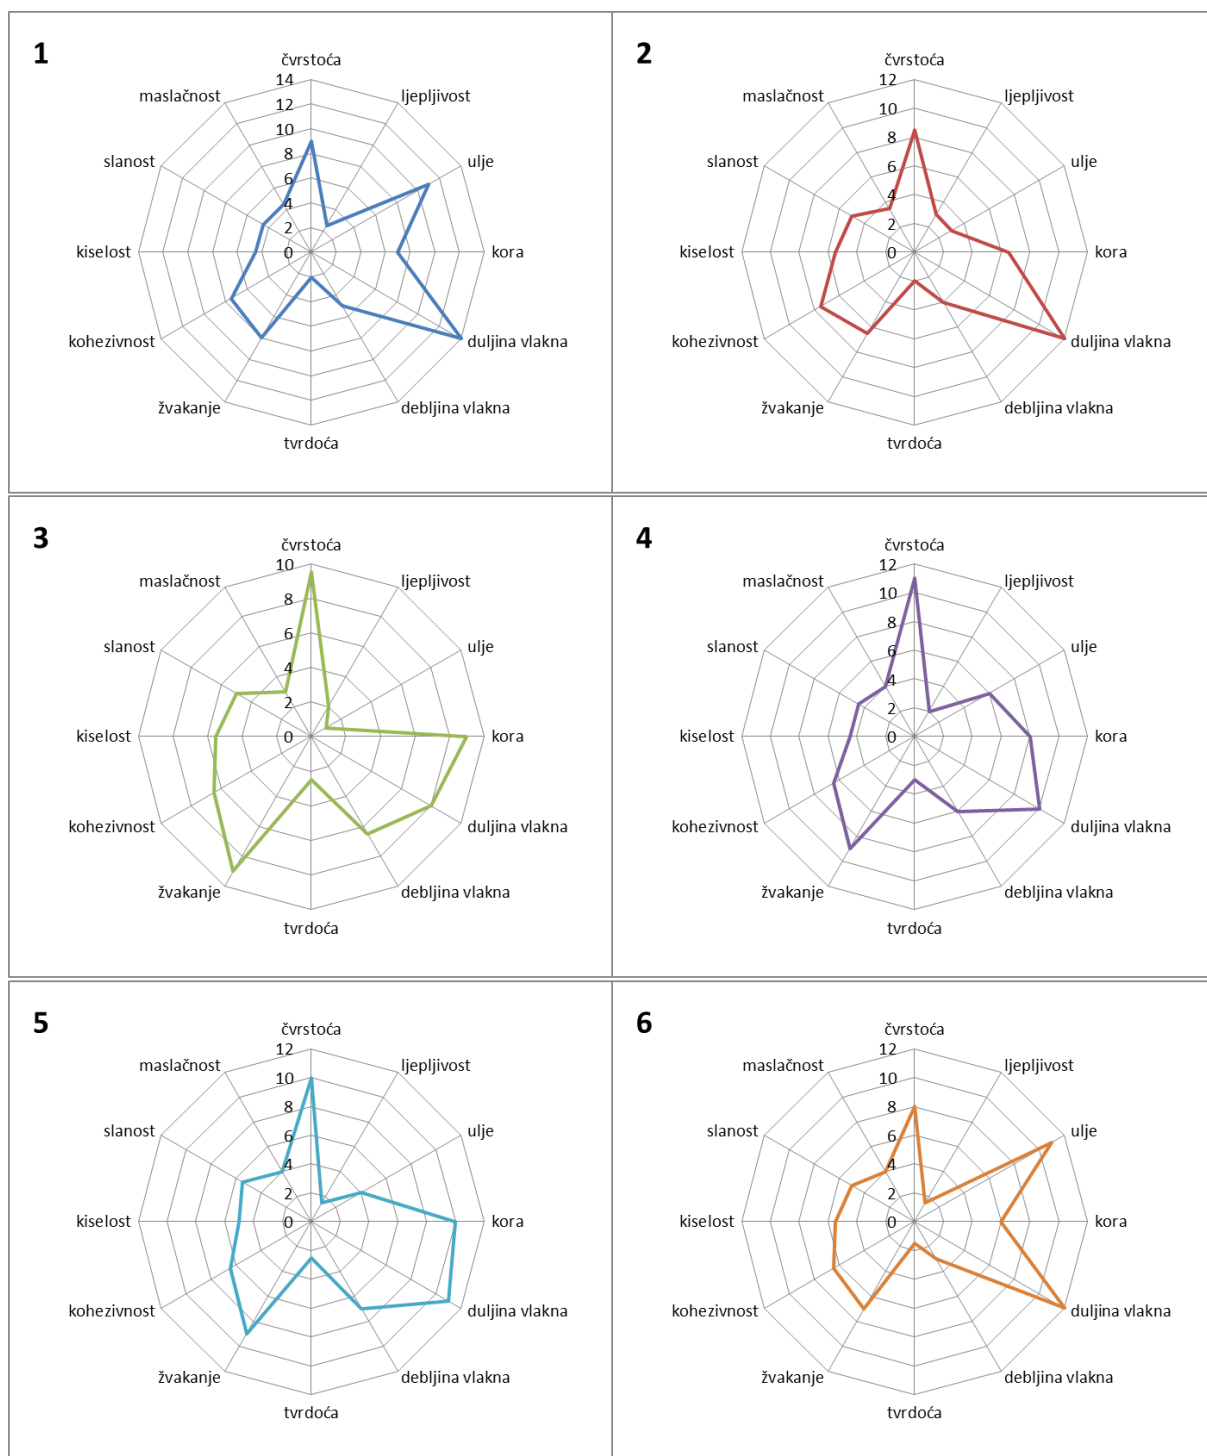 1
čvrstoća
14
12
10
8
6
4
2
0
maslačnost
ljepljivost
slanost
ulje
kiselost
kora
kohezivnost
duljina vlakna
žvakanje
debljina vlakna
tvrdoća
2
čvrstoća
12
10
8
6
4
2
0
maslačnost
ljepljivost
slanost
ulje
kiselost
kora
kohezivnost
duljina vlakna
žvakanje
debljina vlakna
tvrdoća
3
čvrstoća
10
8
6
4
2
0
maslačnost
ljepljivost
slanost
ulje
kiselost
kora
kohezivnost
duljina vlakna
žvakanje
debljina vlakna
tvrdoća
4
čvrstoća
12
10
8
6
4
2
0
maslačnost
ljepljivost
slanost
ulje
kiselost
kora
kohezivnost
duljina vlakna
žvakanje
debljina vlakna
tvrdoća
5
čvrstoća
12
10
8
6
4
2
0
maslačnost
ljepljivost
slanost
ulje
kiselost
kora
kohezivnost
duljina vlakna
žvakanje
debljina vlakna
tvrdoća
6
čvrstoća
12
10
8
6
4
2
0
maslačnost
ljepljivost
slanost
ulje
kiselost
kora
kohezivnost
duljina vlakna
žvakanje
debljina vlakna
tvrdoća